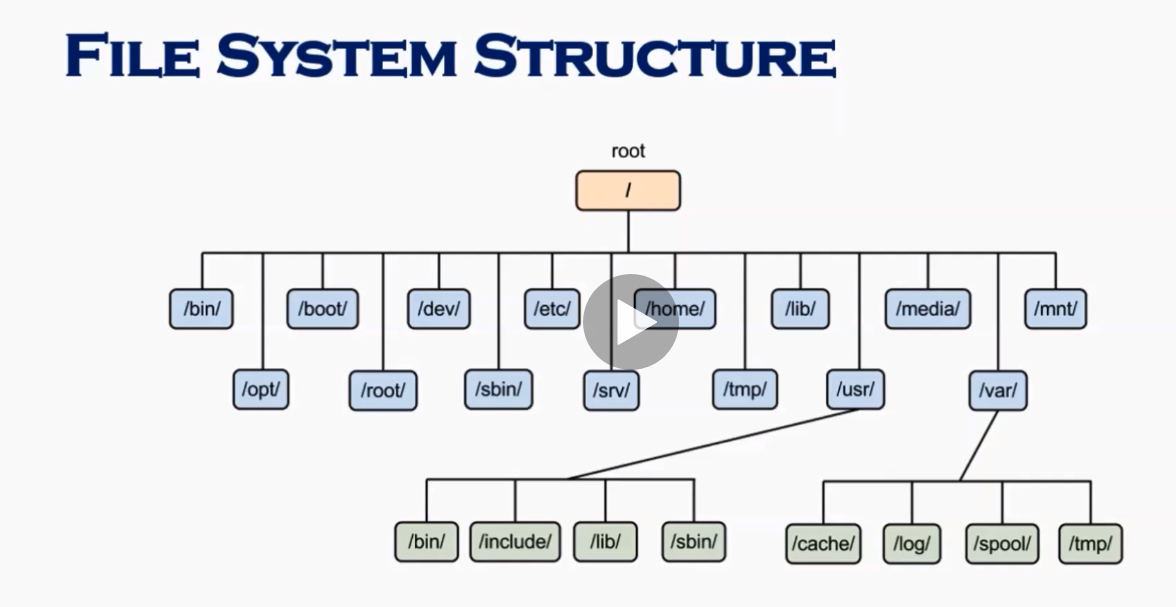 FILE SYSTEM STRUCTURE
root
/
/bin/ /boot/ /dev/ /etc/ /home/ /lib/ /media/ /mnt/
/opt/ /root/ /sbin/ /srv/ /tmp/ /usr/ /var/
/bin/ /include/ /lib/ /sbin/ /cache/ /log/ /spool/ /tmp/